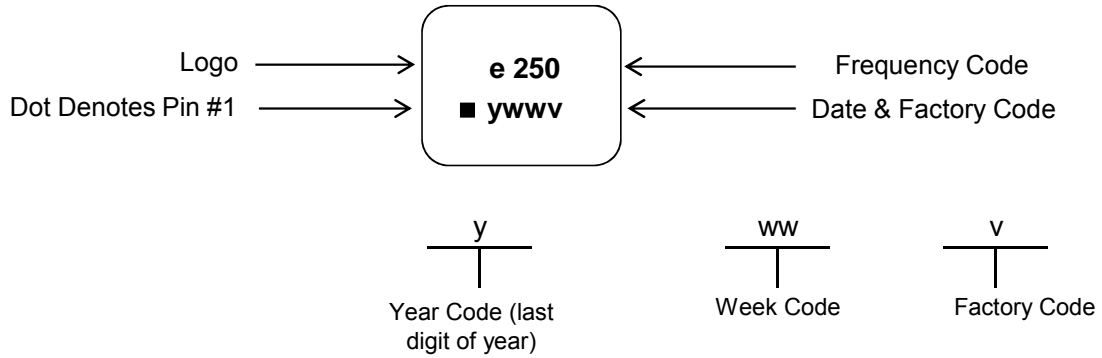 Logo
e 250
Frequency Code
Dot Denotes Pin #1
ywwv
Date & Factory Code
y
ww
v
Year Code (last
digit of year)
Week Code
Factory Code